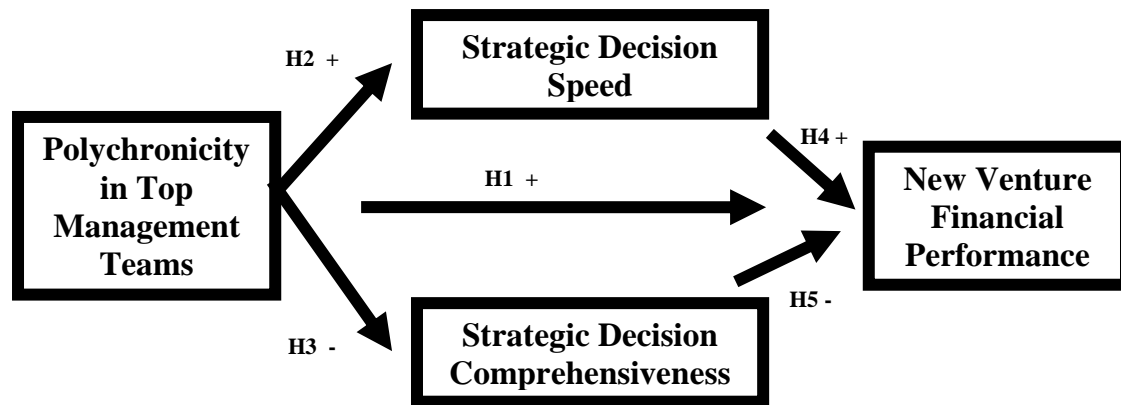 H2 +
Strategic Decision
Speed
Polychronicity
in Top
Management
Teams
H1 +
H4 +
New Venture
Financial
Performance
H3 -
Strategic Decision
Comprehensiveness
H5 -